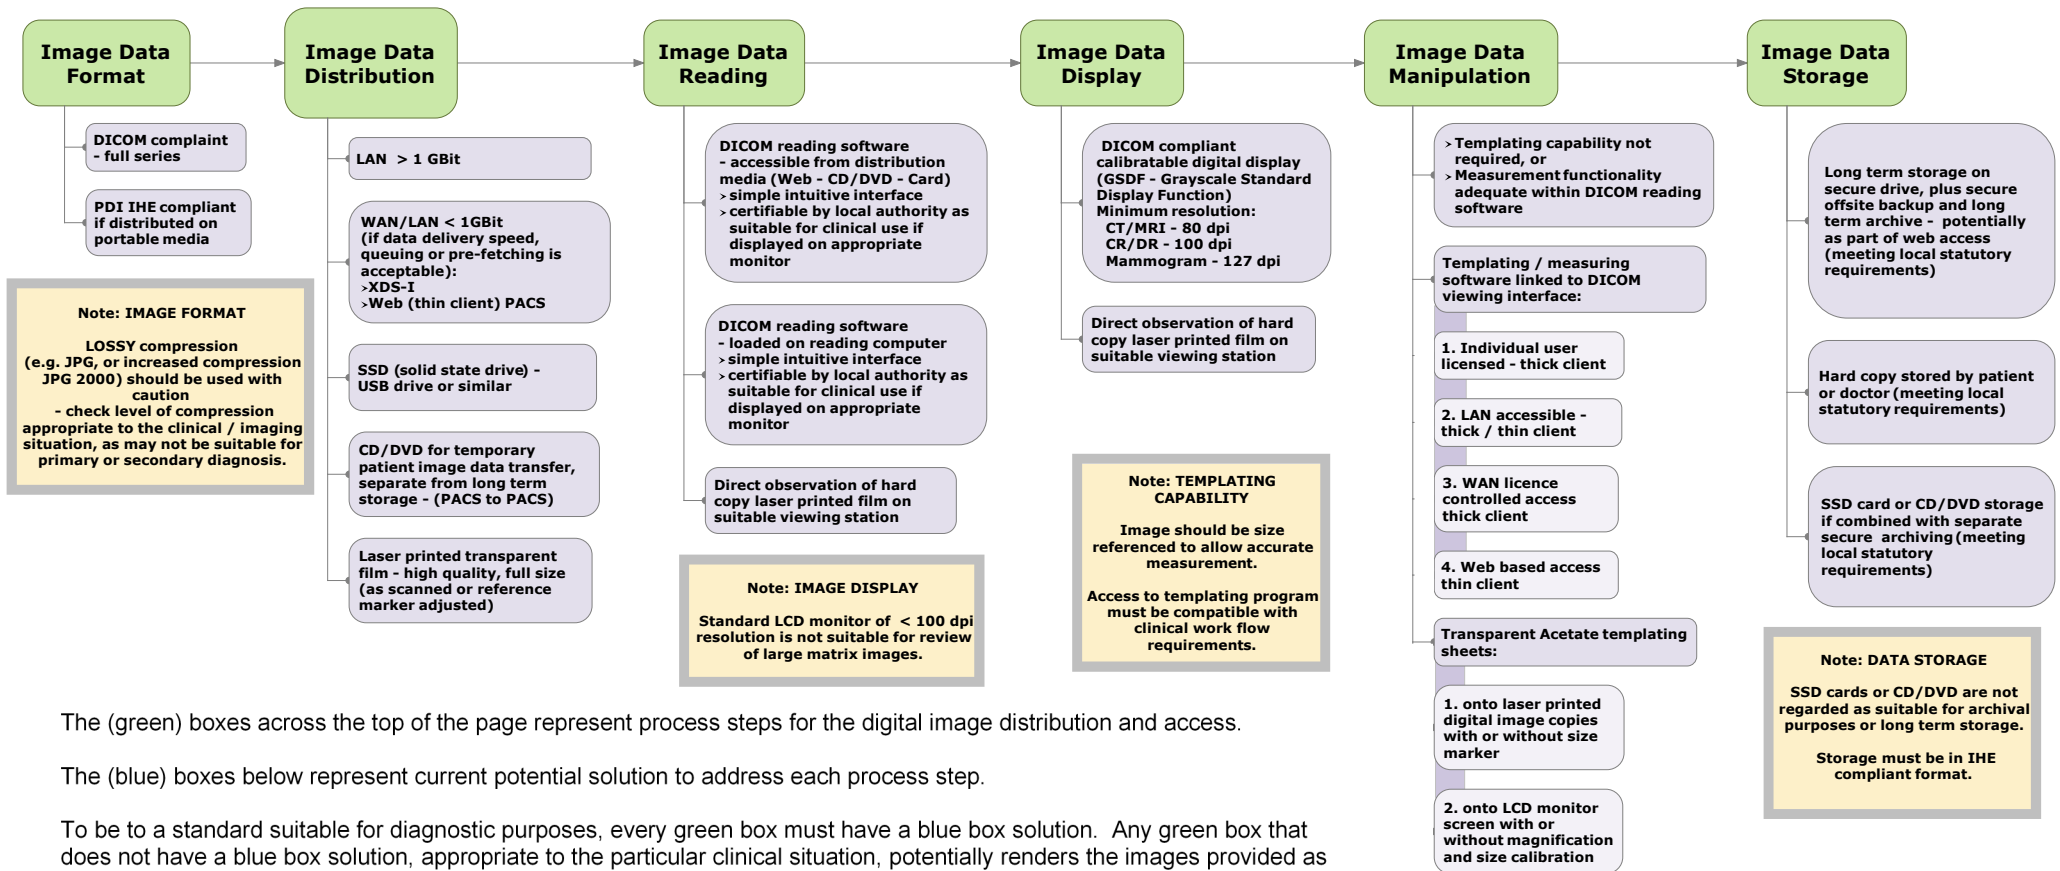 Image Data
Format
Image Data
Distribution
Image Data
Reading
Image Data
Display
Image Data
Manipulation
Image Data
Storage
DICOM complaint
- full series
PDI IHE compliant
if distributed on
portable media
Note: IMAGE FORMAT
LOSSY compression
(e.g. JPG, or increased compression
JPG 2000) should be used with
caution
- check level of compression
appropriate to the clinical / imaging
situation, as may not be suitable for
primary or secondary diagnosis.
LAN > 1 GBit
WAN/LAN < 1GBit
(if data delivery speed,
queuing or pre-fetching is
acceptable):
➢XDS-I
➢Web (thin client) PACS
SSD (solid state drive) -
USB drive or similar
CD/DVD for temporary
patient image data transfer,
separate from long term
storage - (PACS to PACS)
Laser printed transparent
film - high quality, full size
(as scanned or reference
marker adjusted)
DICOM reading software
- accessible from distribution
media (Web - CD/DVD - Card)
➢simple intuitive interface
➢certifiable by local authority as
suitable for clinical use if
displayed on appropriate
monitor
DICOM reading software
- loaded on reading computer
➢simple intuitive interface
➢certifiable by local authority as
suitable for clinical use if
displayed on appropriate
monitor
Direct observation of hard
copy laser printed film on
suitable viewing station
Note: IMAGE DISPLAY
Standard LCD monitor of < 100 dpi
resolution is not suitable for review
of large matrix images.
DICOM compliant
calibratable digital display
(GSDF - Grayscale Standard
Display Function)
Minimum resolution:
CT/MRI - 80 dpi
CR/DR - 100 dpi
Mammogram - 127 dpi
Direct observation of hard
copy laser printed film on
suitable viewing station
Note: TEMPLATING
CAPABILITY
Image should be size
referenced to allow accurate
measurement.
Access to templating program
must be compatible with
clinical work flow
requirements.
➢Templating capability not
required, or
➢Measurement functionality
adequate within DICOM reading
software
Templating / measuring
software linked to DICOM
viewing interface:
1. Individual user
licensed - thick client
2. LAN accessible -
thick / thin client
3. WAN licence
controlled access
thick client
4. Web based access
thin client
Transparent Acetate templating
sheets:
1. onto laser printed
digital image copies
with or without size
marker
2. onto LCD monitor
screen with or
without magnification
and size calibration
Long term storage on
secure drive, plus secure
offsite backup and long
term archive - potentially
as part of web access
(meeting local statutory
requirements)
Hard copy stored by patient
or doctor (meeting local
statutory requirements)
SSD card or CD/DVD storage
if combined with separate
secure archiving (meeting
local statutory
requirements)
Note: DATA STORAGE
SSD cards or CD/DVD are not
regarded as suitable for archival
purposes or long term storage.
Storage must be in IHE
compliant format.
The (green) boxes across the top of the page represent process steps for the digital image distribution and access.
The (blue) boxes below represent current potential solution to address each process step.
To be to a standard suitable for diagnostic purposes, every green box must have a blue box solution. Any green box that
does not have a blue box solution, appropriate to the particular clinical situation, potentially renders the images provided as